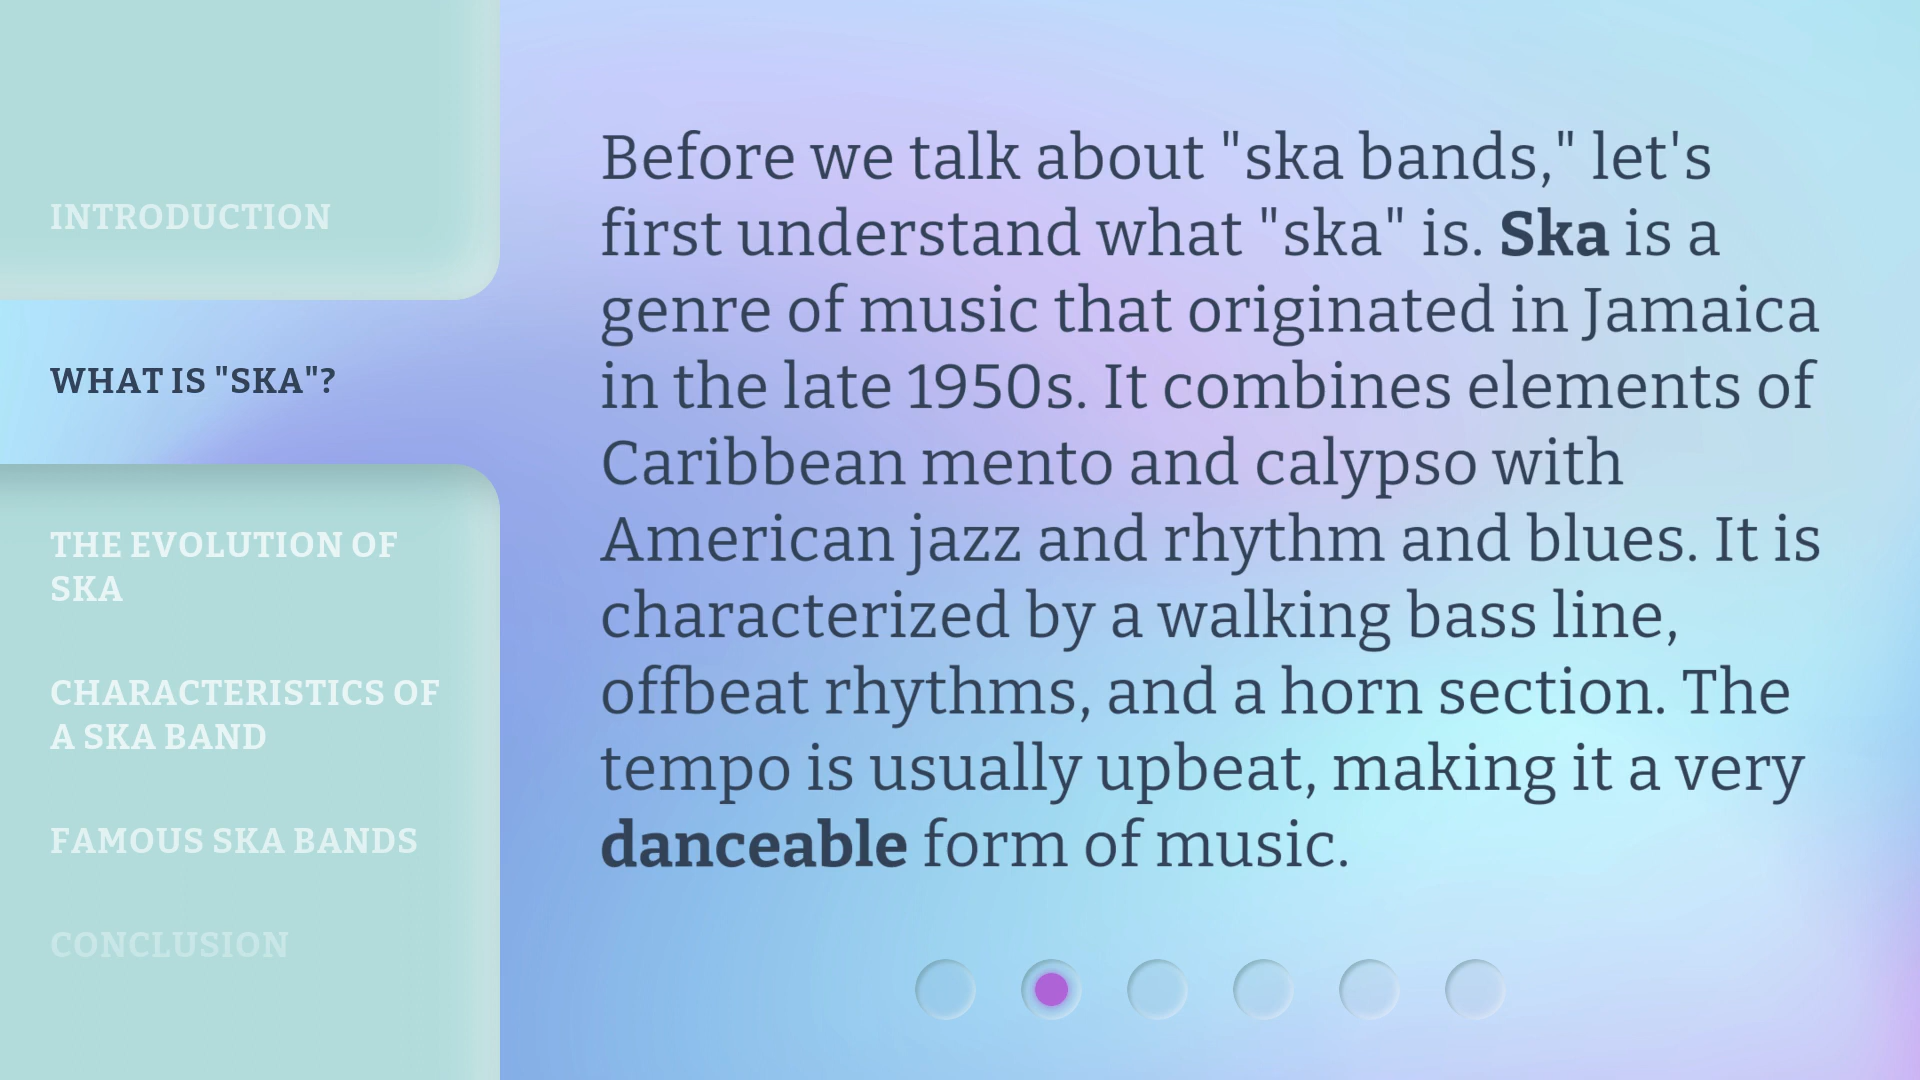 INTRODUCTION
WHAT IS "SKA"?
THE EVOLUTION OF
SKA
CHARACTERISTICS OF
A SKA BAND
FAMOUS SKA BANDS
CONCLUSION
Before we talk about "ska bands," let's
first understand what "ska" is. Ska is a
genre of music that originated in Jamaica
in the late 1950s. It combines elements of
Caribbean mento and calypso with
American jazz and rhythm and blues. It is
characterized by a walking bass line,
offbeat rhythms, and a horn section. The
tempo is usually upbeat, making it a very
danceable form of music.